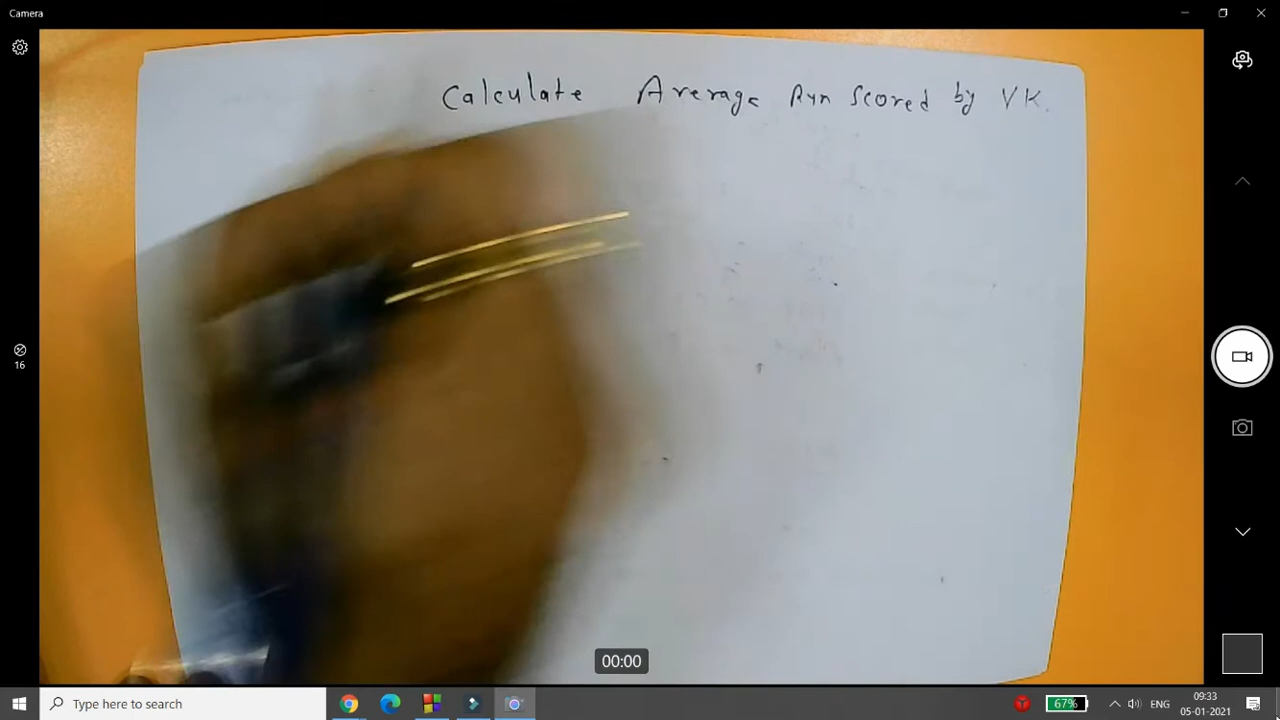 Camera
Calculate Average Run Scored by VK.
16
00:00
Type here to search
67%
ENG
09:33
05-01-2021